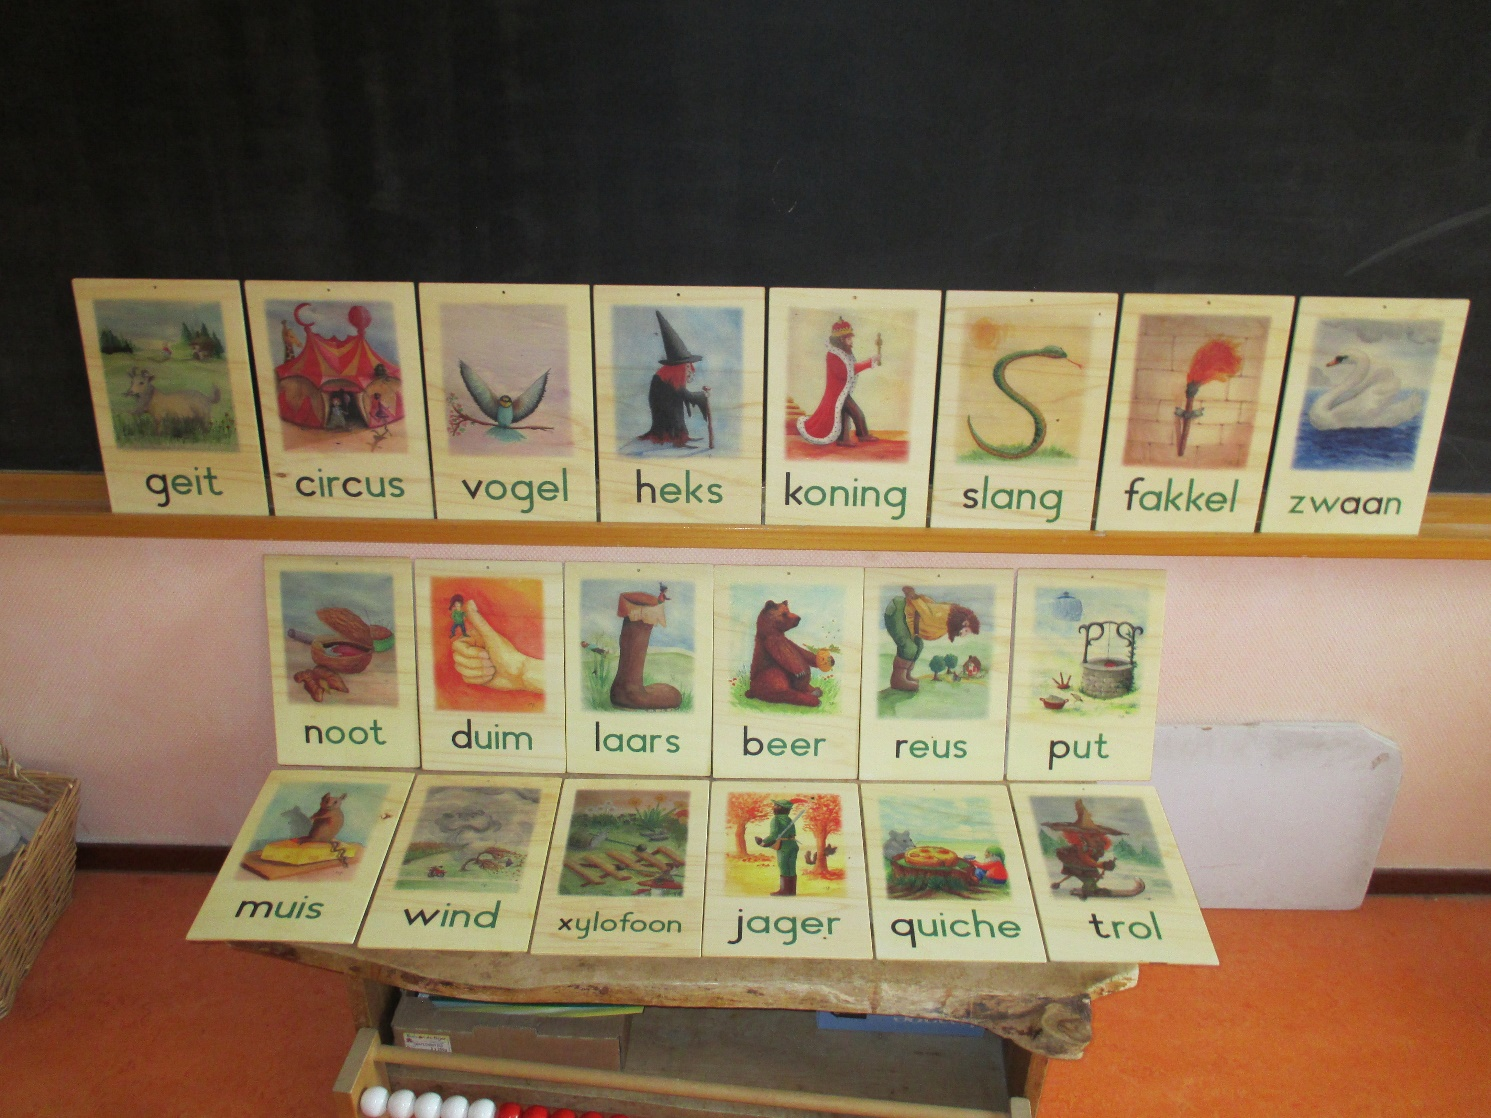 geit circus vogel heks koning slang fakkel zwaan
noot duim laars beer reus put
muis wind xylofoon jager quiche trol